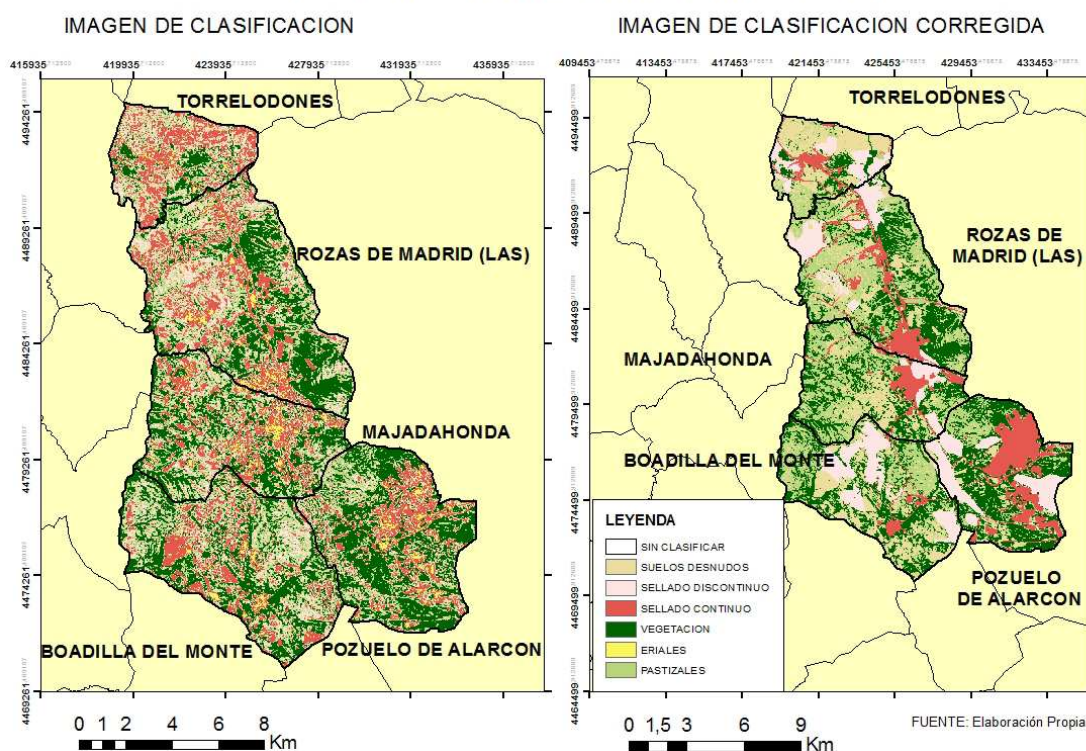 IMAGEN DE CLASIFICACION
415935 419935 423935 427935 431935 435935
4494261
4489261
4484261
4479261
4474261
4469261
TORRELODONES
ROZAS DE MADRID (LAS)
MAJADAHONDA
BOADILLA DEL MONTE
POZUELO DE ALARCON
0 1 2 4 6 8
Km
IMAGEN DE CLASIFICACION CORREGIDA
409453 413453 417453 421453 425453 429453 433453
4494499
4489499
4484499
4479499
4474499
4469499
4464499
TORRELODONES
ROZAS DE
MADRID (LAS)
MAJADAHONDA
BOADILLA DEL MONTE
POZUELO
DE ALARCON
LEYENDA
SIN CLASIFICAR
SUELOS DESNUDOS
SELLADO DISCONTINUO
SELLADO CONTINUO
VEGETACION
ERIALES
PASTIZALES
0 1,5 3 6 9
Km
FUENTE: Elaboración Propia